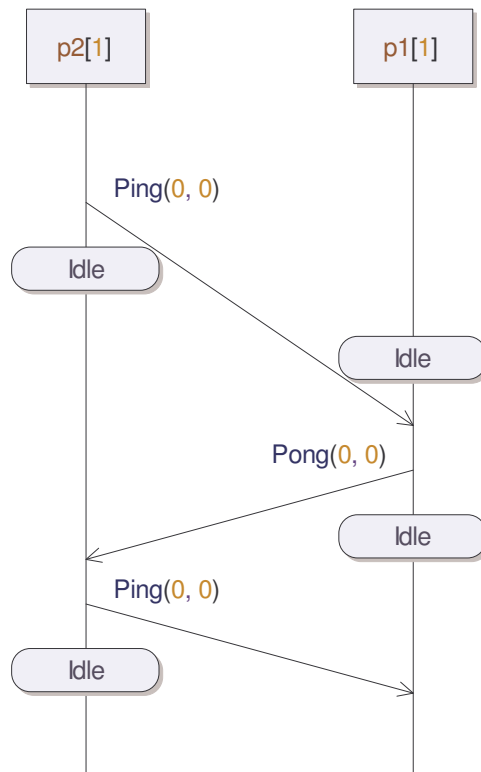 p2[1]
p1[1]
Ping(0, 0)
Idle
Idle
Pong(0, 0)
Idle
Ping(0, 0)
Idle